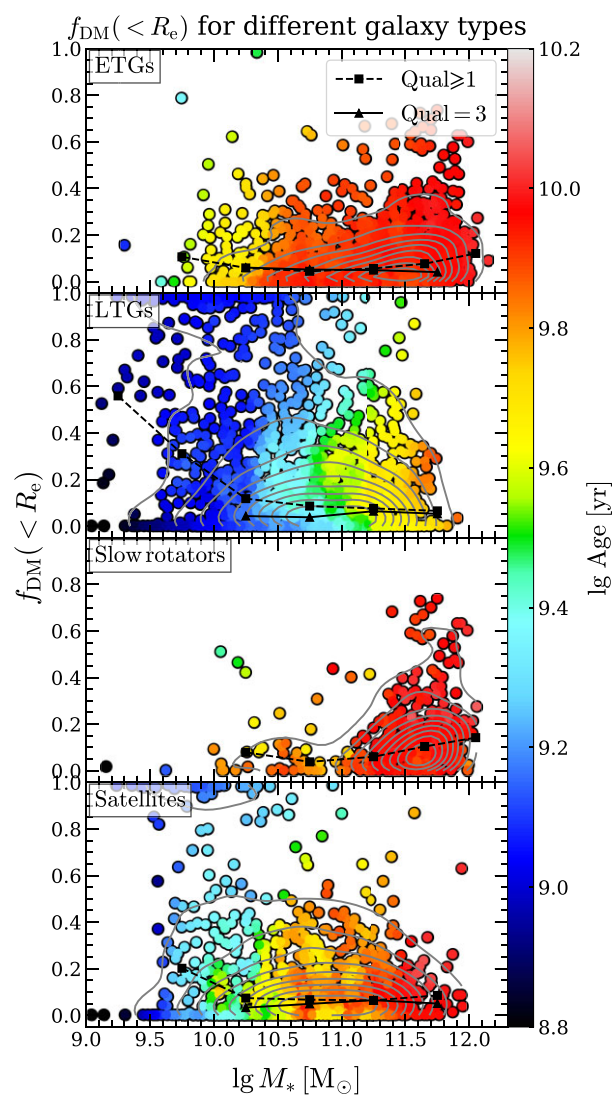 f_DM(<R_e) for different galaxy types
ETGs
Qual⩾1
Qual=3
1.0
0.8
0.6
0.4
0.2
0.0
LTGs
1.0
0.8
0.6
0.4
0.2
0.0
Slow rotators
1.0
0.8
0.6
0.4
0.2
0.0
Satellites
1.0
0.8
0.6
0.4
0.2
0.0
9.0 9.5 10.0 10.5 11.0 11.5 12.0
lg M_* [M_⊙]
f_DM(<R_e)
10.2
10.0
9.8
9.6
9.4
9.2
9.0
8.8
lg Age [yr]